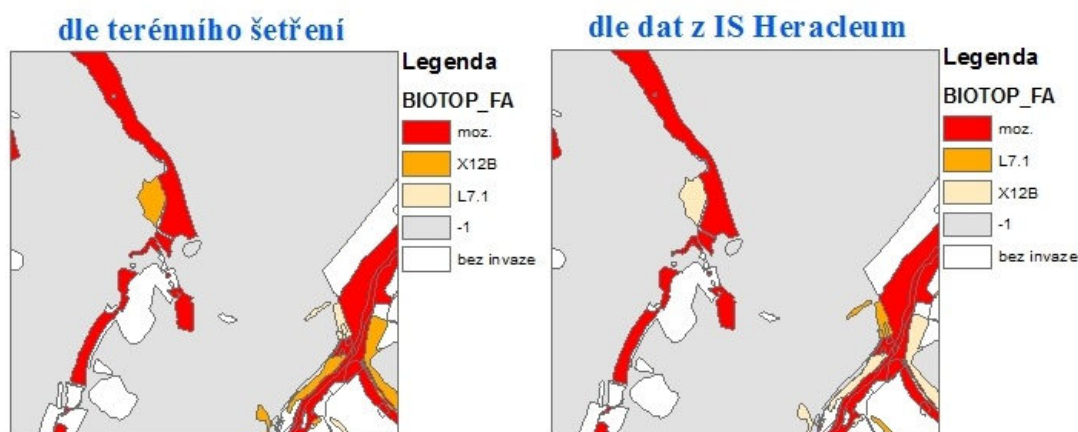 dle terénního šetření
Legenda
BIOTOP_FA
moz.
X12B
L7.1
-1
bez invaze
dle dat z IS Heracleum
Legenda
BIOTOP_FA
moz.
L7.1
X12B
-1
bez invaze